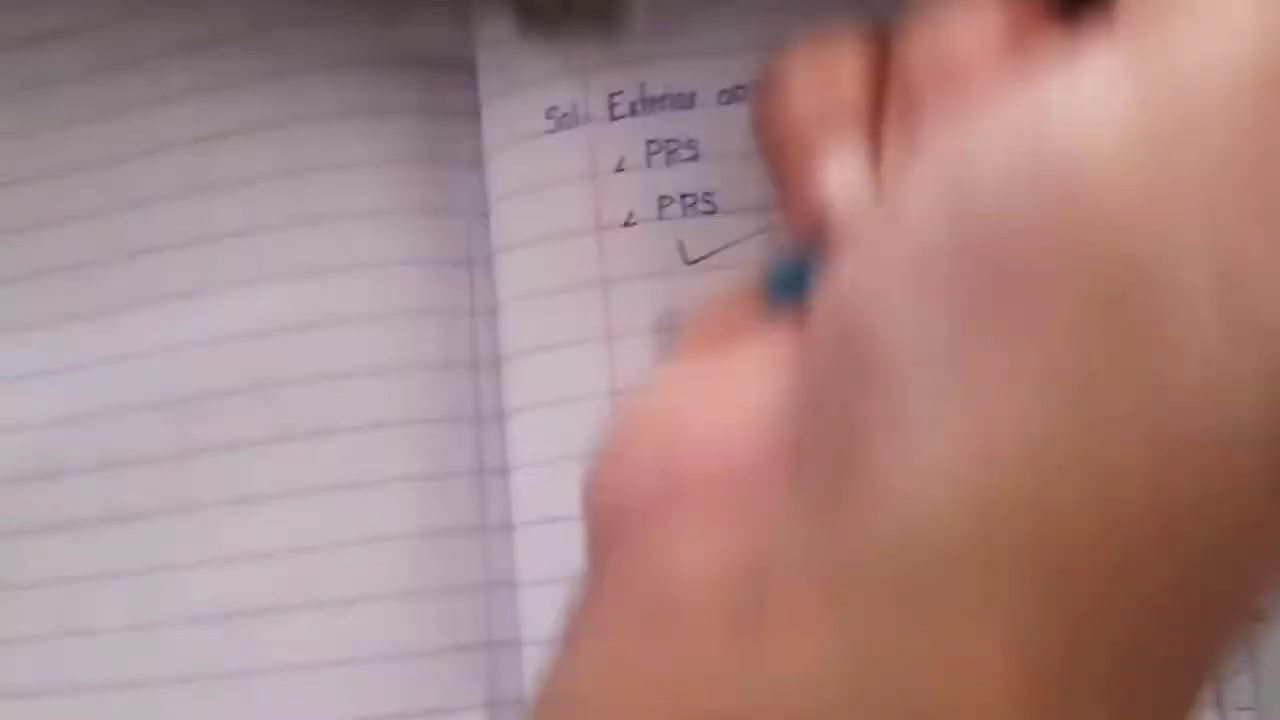 Sol. Exterior
∠ PRS
∠ PRS